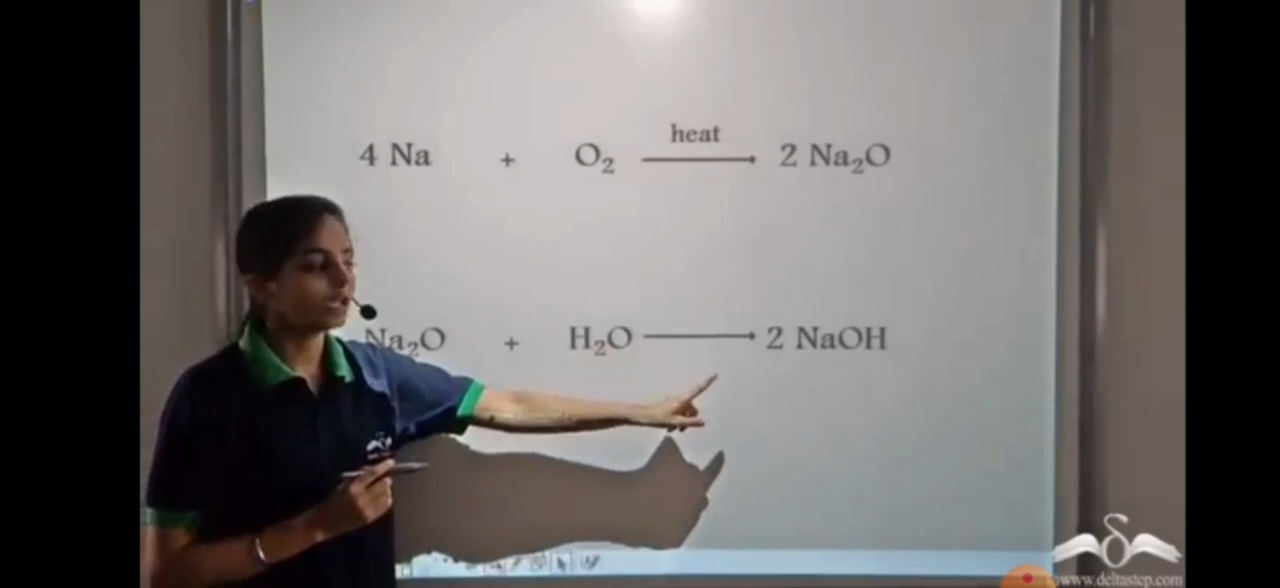 heat
4 Na + O₂ ⟶ 2 Na₂O
Na₂O + H₂O ⟶ 2 NaOH
www.deltastep.com